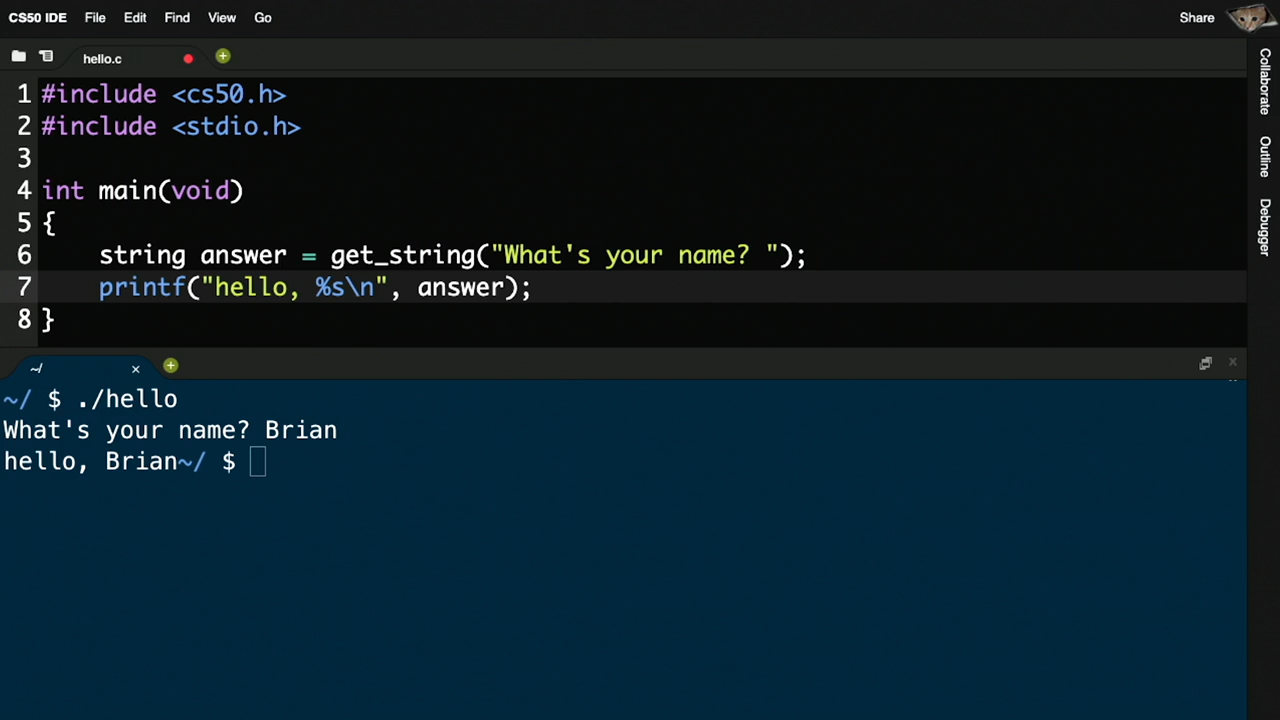 CS50 IDE File Edit Find View Go Share
hello.c
1 #include <cs50.h>
2 #include <stdio.h>
3
4 int main(void)
5 {
6     string answer = get_string("What's your name? ");
7     printf("hello, %s\n", answer);
8 }
Collaborate
Outline
Debugger
~/
~/ $ ./hello
What's your name? Brian
hello, Brian~/ $